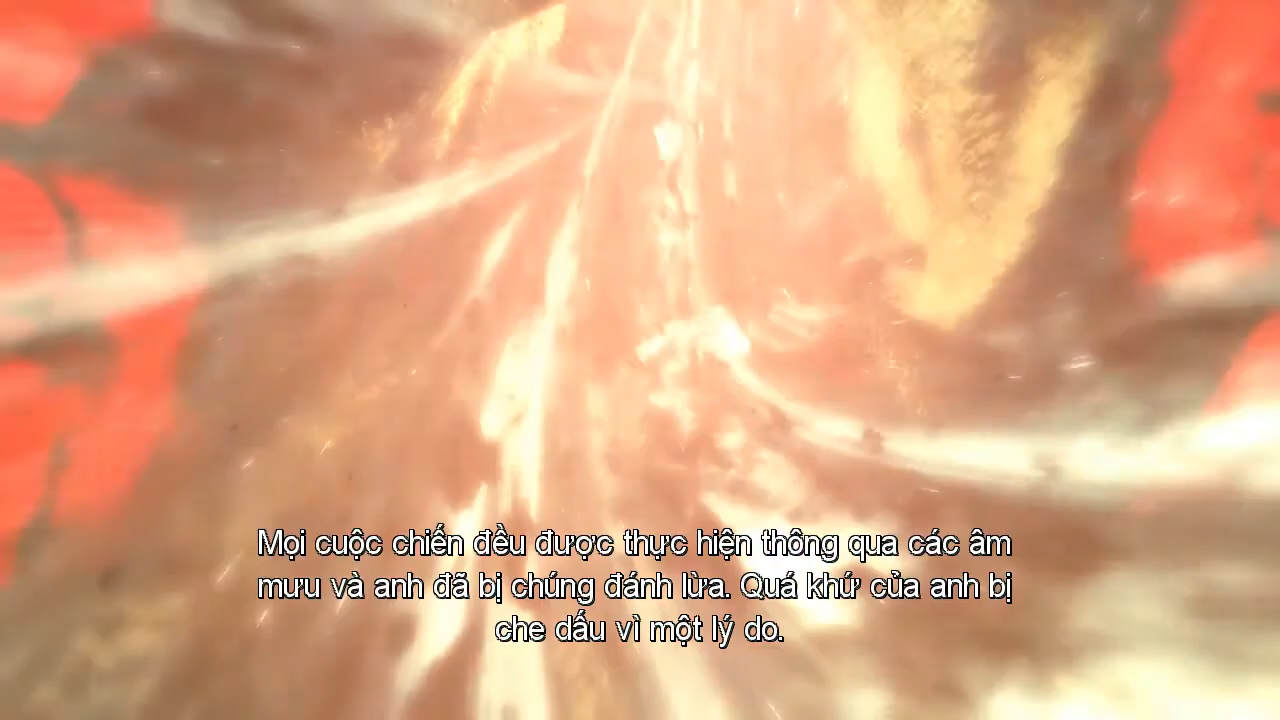 Mọi cuộc chiến đều được thực hiện thông qua các âm
mưu và anh đã bị chúng đánh lừa. Quá khứ của anh bị
che dấu vì một lý do.